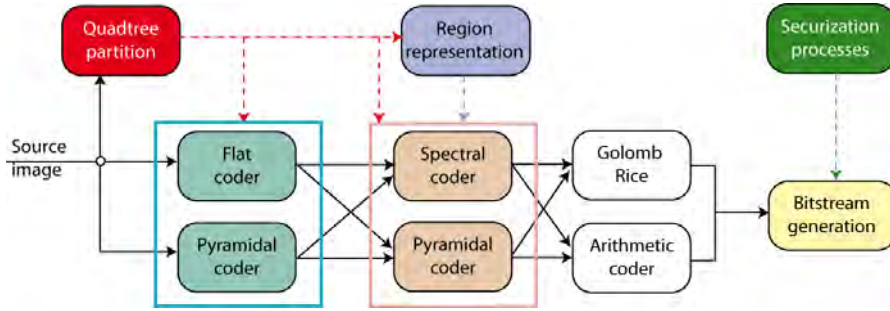 Quadtree
partition
Region
representation
Securization
processes
Source
image
Flat
coder
Spectral
coder
Golomb
Rice
Pyramidal
coder
Pyramidal
coder
Arithmetic
coder
Bitstream
generation